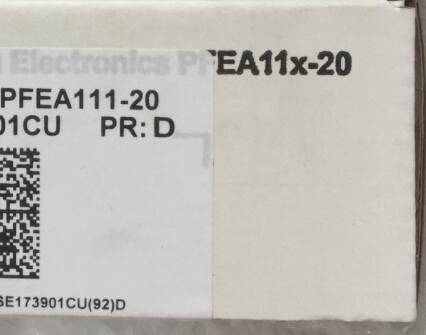 Electronics PFEA11x-20
PFEA111-20
01CU PR: D
SE173901CU(92)D